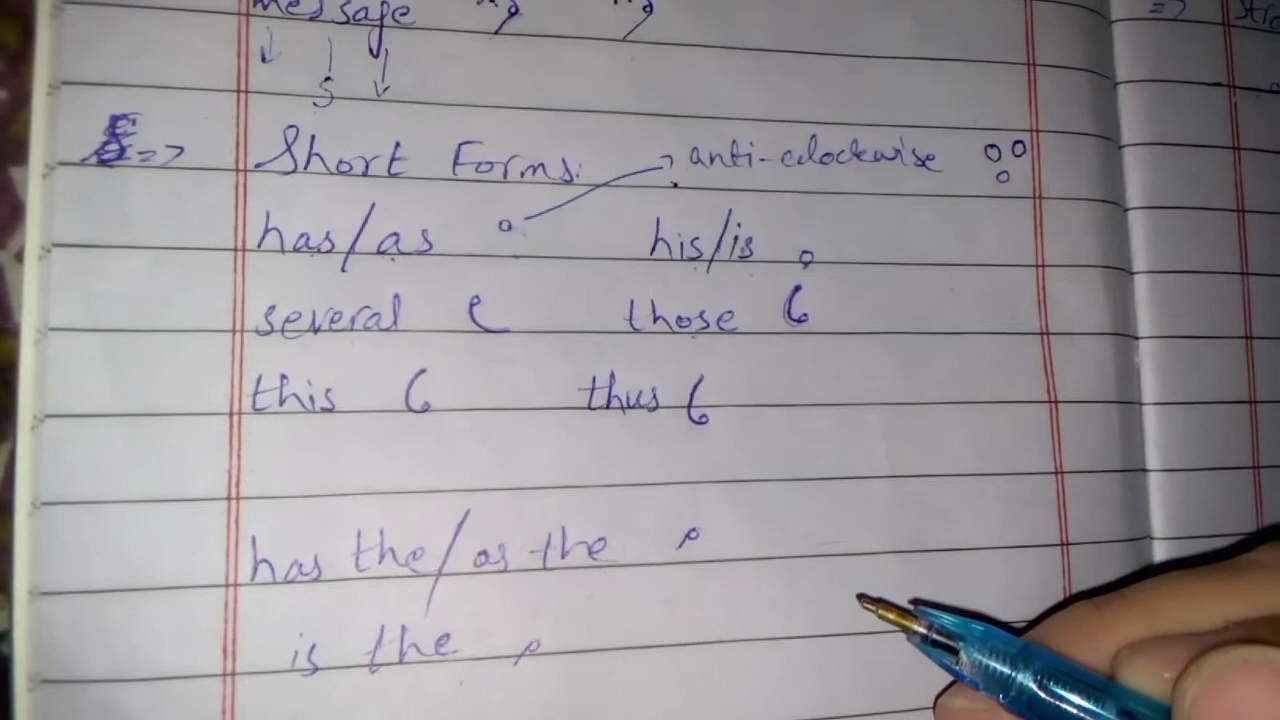 message
S
=> Short Forms: → anti-clockwise
has/as his/is
several those
this thus
has the/as the
is the